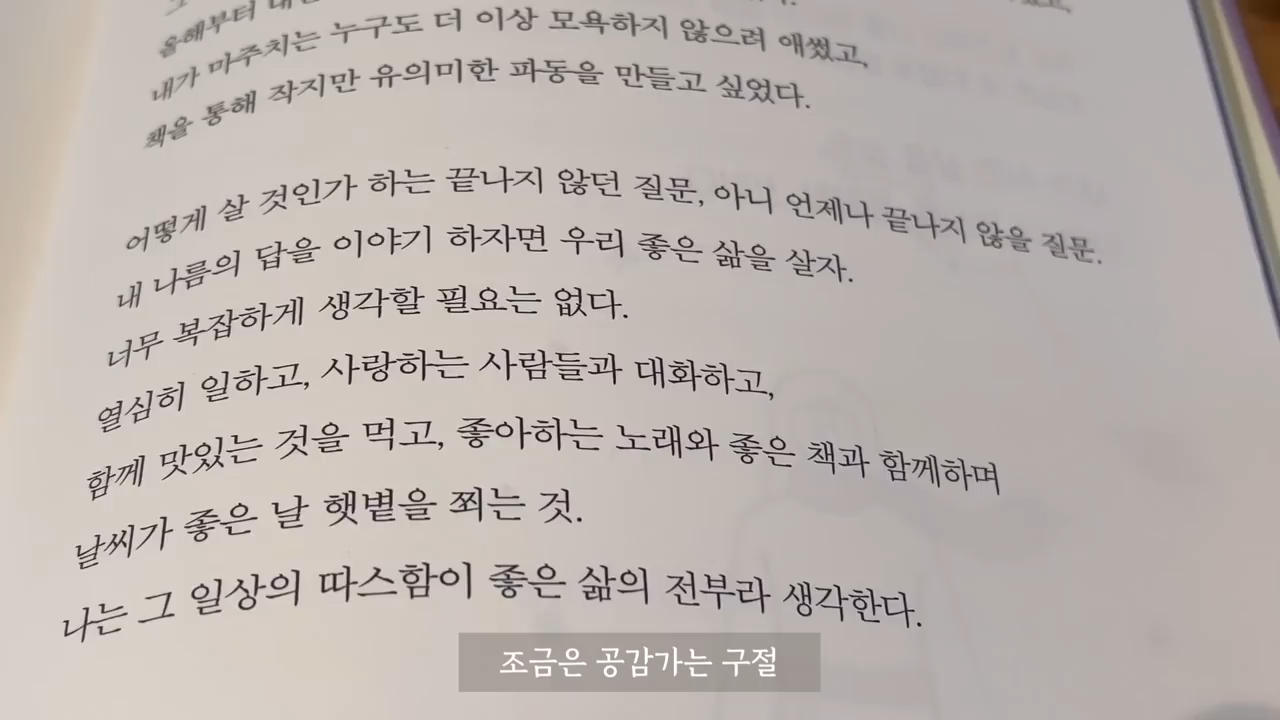 올해부터
내가 마주치는 누구도 더 이상 모욕하지 않으려 애썼고,
책을 통해 작지만 유의미한 파동을 만들고 싶었다.
어떻게 살 것인가 하는 끝나지 않던 질문, 아니 언제나 끝나지 않을 질문.
내 나름의 답을 이야기 하자면 우리 좋은 삶을 살자.
너무 복잡하게 생각할 필요는 없다.
열심히 일하고, 사랑하는 사람들과 대화하고,
함께 맛있는 것을 먹고, 좋아하는 노래와 좋은 책과 함께하며
날씨가 좋은 날 햇볕을 쬐는 것.
나는 그 일상의 따스함이 좋은 삶의 전부라 생각한다.
조금은 공감가는 구절